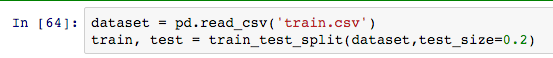 In [64]: dataset = pd.read_csv('train.csv')
train, test = train_test_split(dataset,test_size=0.2)